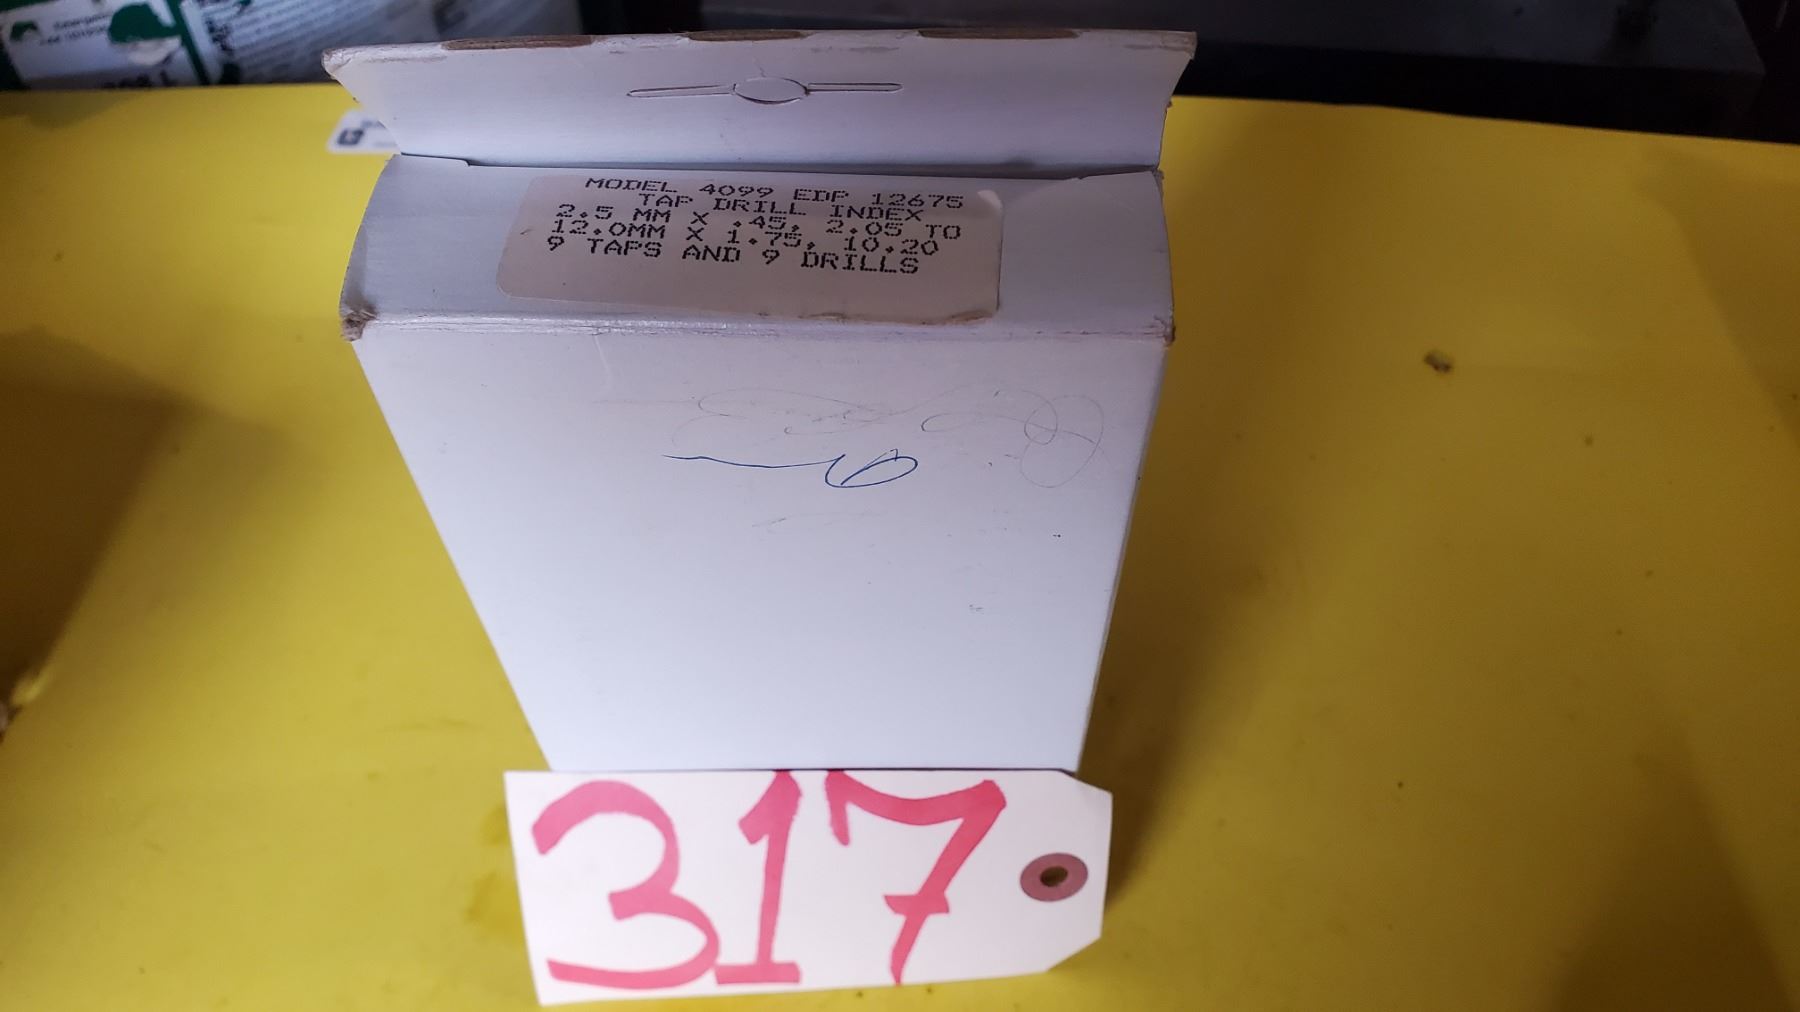 MODEL 4099 EDP 12675
TAP DRILL INDEX
2.5 MM X .45, 2.05 TO
12.0MM X 1.75, 10.20
9 TAPS AND 9 DRILLS
317